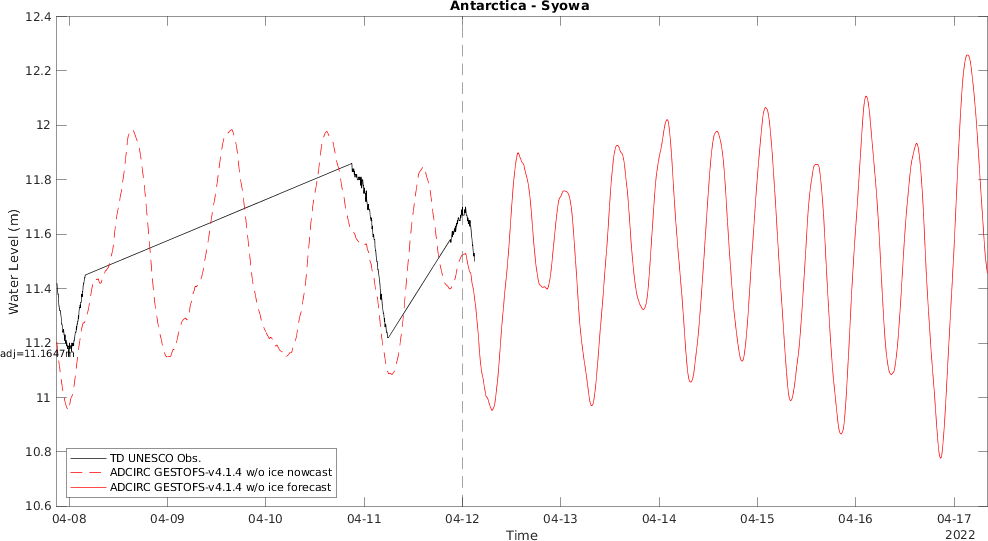 Antarctica - Syowa
Water Level (m)
12.4
12.2
12
11.8
11.6
11.4
11.2
11
10.8
10.6
adj=11.1647m
TD UNESCO Obs.
ADCIRC GESTOFS-v4.1.4 w/o ice nowcast
ADCIRC GESTOFS-v4.1.4 w/o ice forecast
04-08 04-09 04-10 04-11 04-12 04-13 04-14 04-15 04-16 04-17
2022
Time